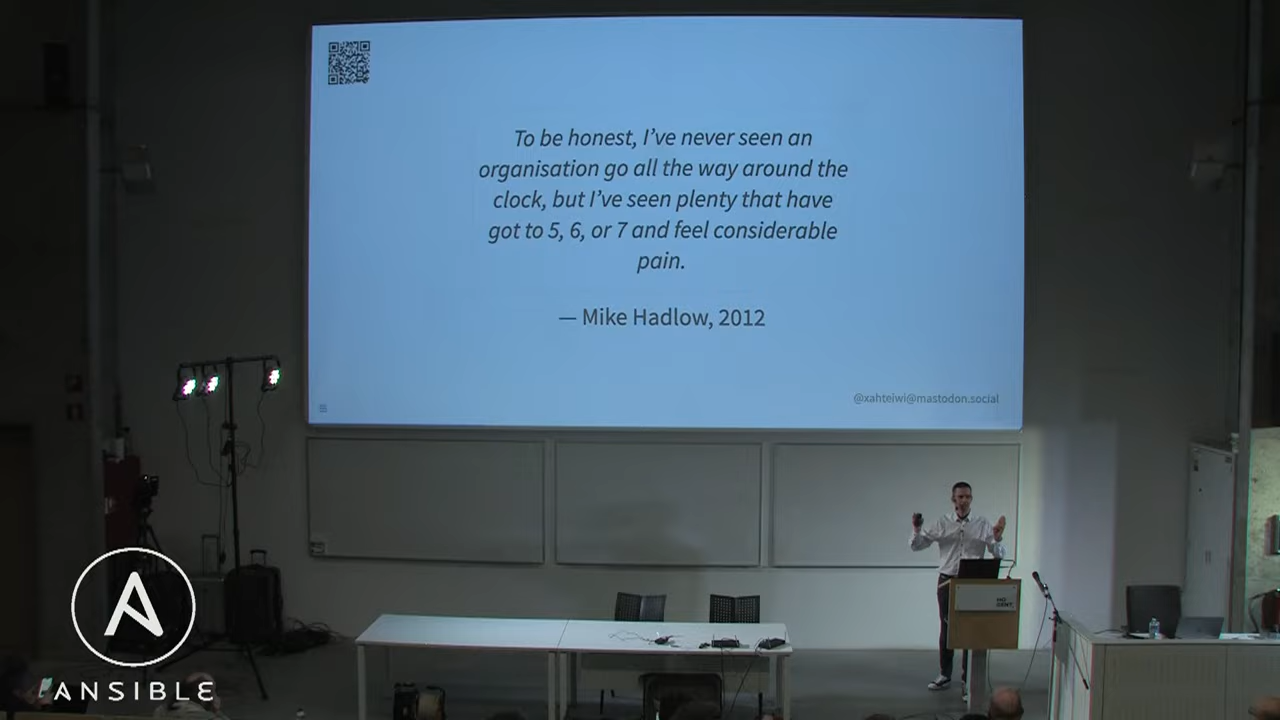 To be honest, I've never seen an
organisation go all the way around the
clock, but I've seen plenty that have
got to 5, 6, or 7 and feel considerable
pain.
— Mike Hadlow, 2012
@xahteiwi@mastodon.social
GENT
ANSIBLE